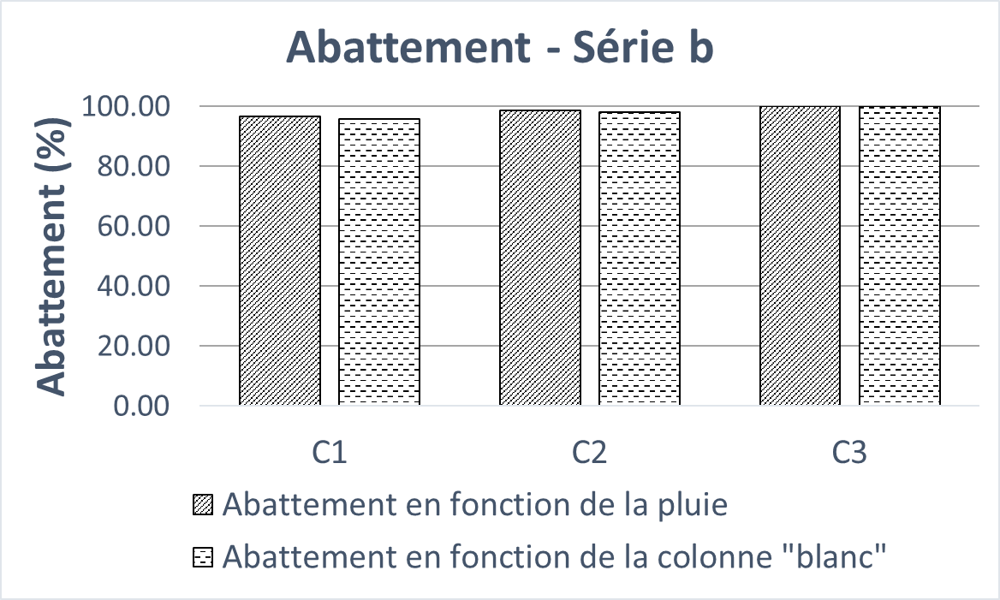 Abattement - Série b
Abattement (%)
100.00
80.00
60.00
40.00
20.00
0.00
C1 C2 C3
Abattement en fonction de la pluie
Abattement en fonction de la colonne "blanc"